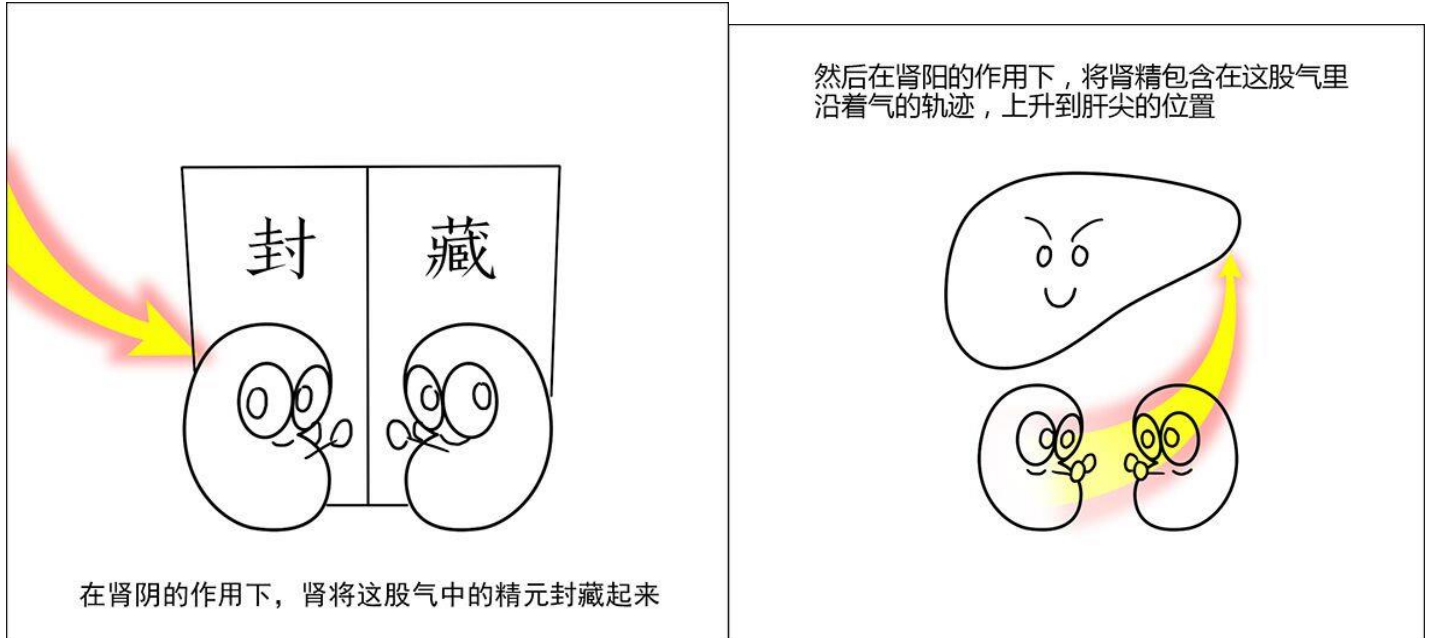 封 藏
在肾阴的作用下，肾将这股气中的精元封藏起来
然后在肾阳的作用下，将肾精包含在这股气里
沿着气的轨迹，上升到肝尖的位置